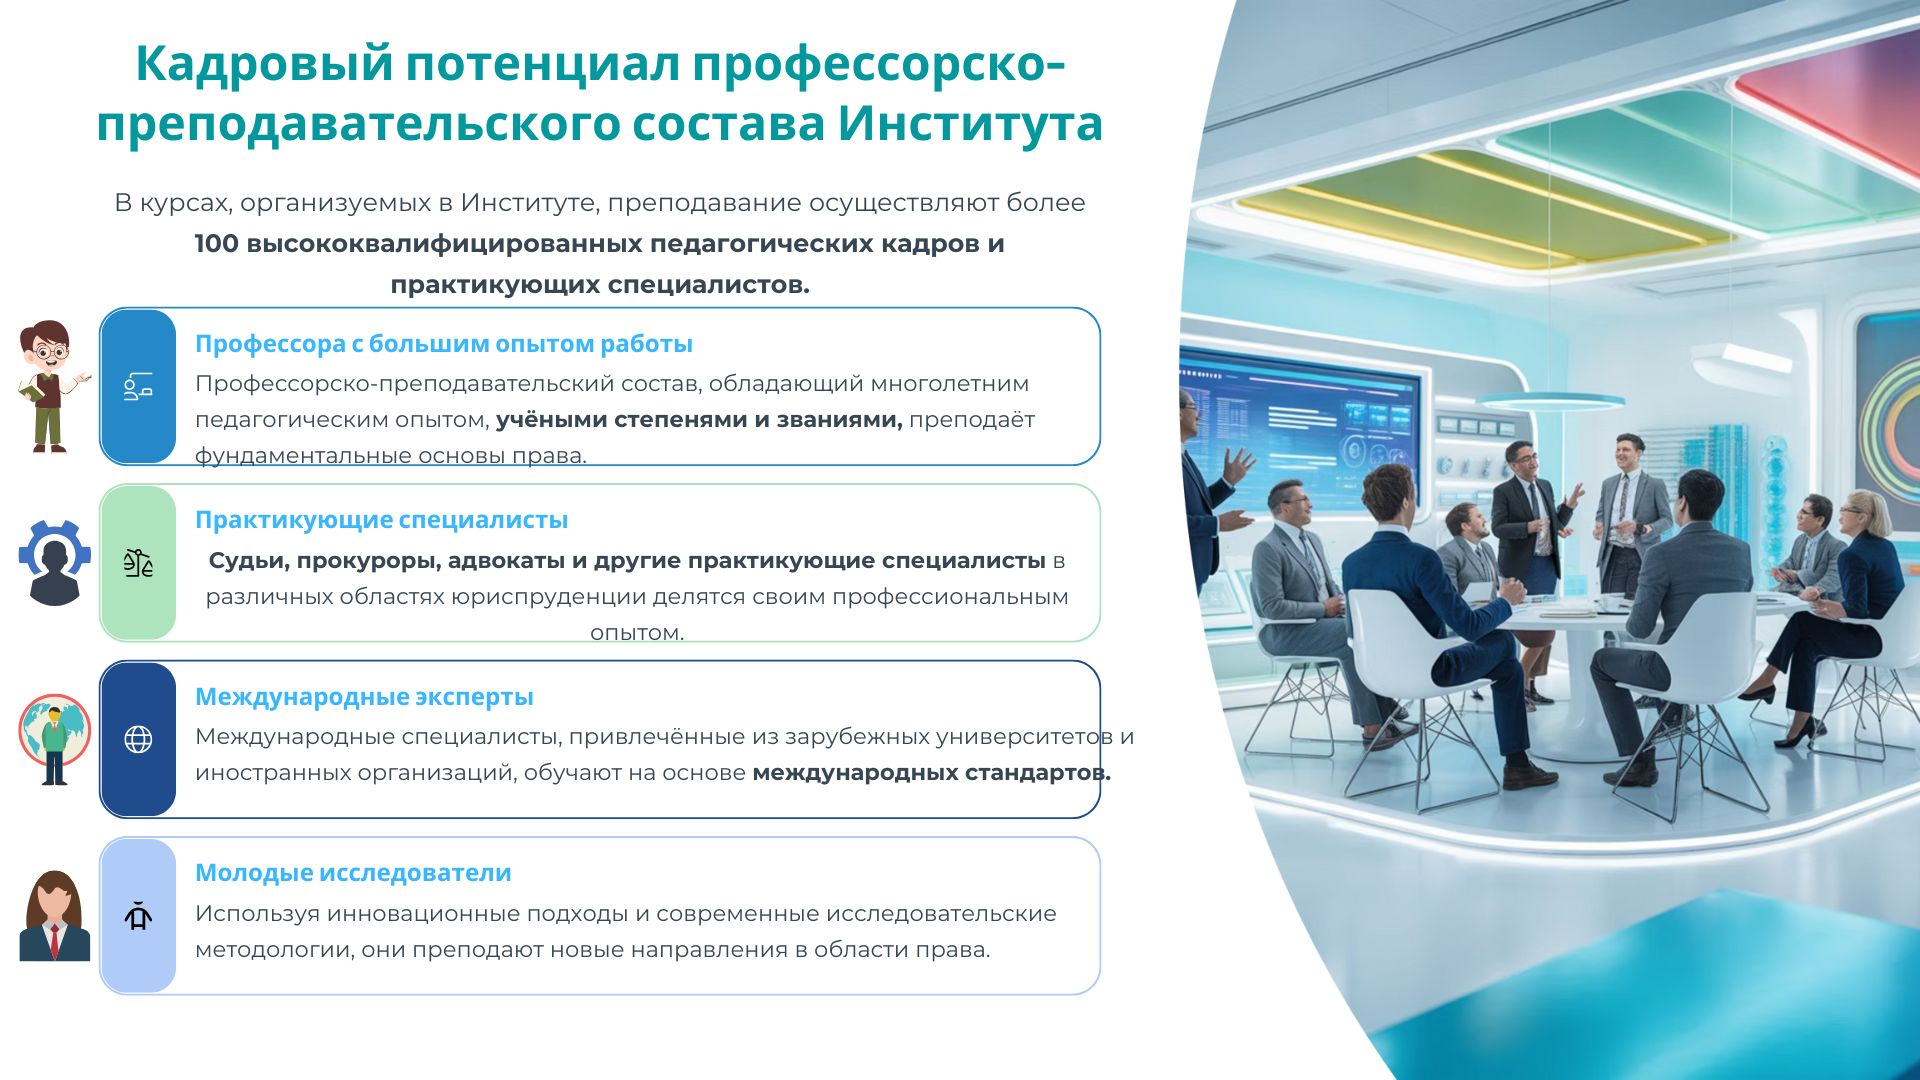 Кадровый потенциал профессорско-
преподавательского состава Института
В курсах, организуемых в Институте, преподавание осуществляют более
100 высококвалифицированных педагогических кадров и
практикующих специалистов.
Профессора с большим опытом работы
Профессорско-преподавательский состав, обладающий многолетним
педагогическим опытом, учёными степенями и званиями, преподаёт
фундаментальные основы права.
Практикующие специалисты
Судьи, прокуроры, адвокаты и другие практикующие специалисты в
различных областях юриспруденции делятся своим профессиональным
опытом.
Международные эксперты
Международные специалисты, привлечённые из зарубежных университетов и
иностранных организаций, обучают на основе международных стандартов.
Молодые исследователи
Используя инновационные подходы и современные исследовательские
методологии, они преподают новые направления в области права.